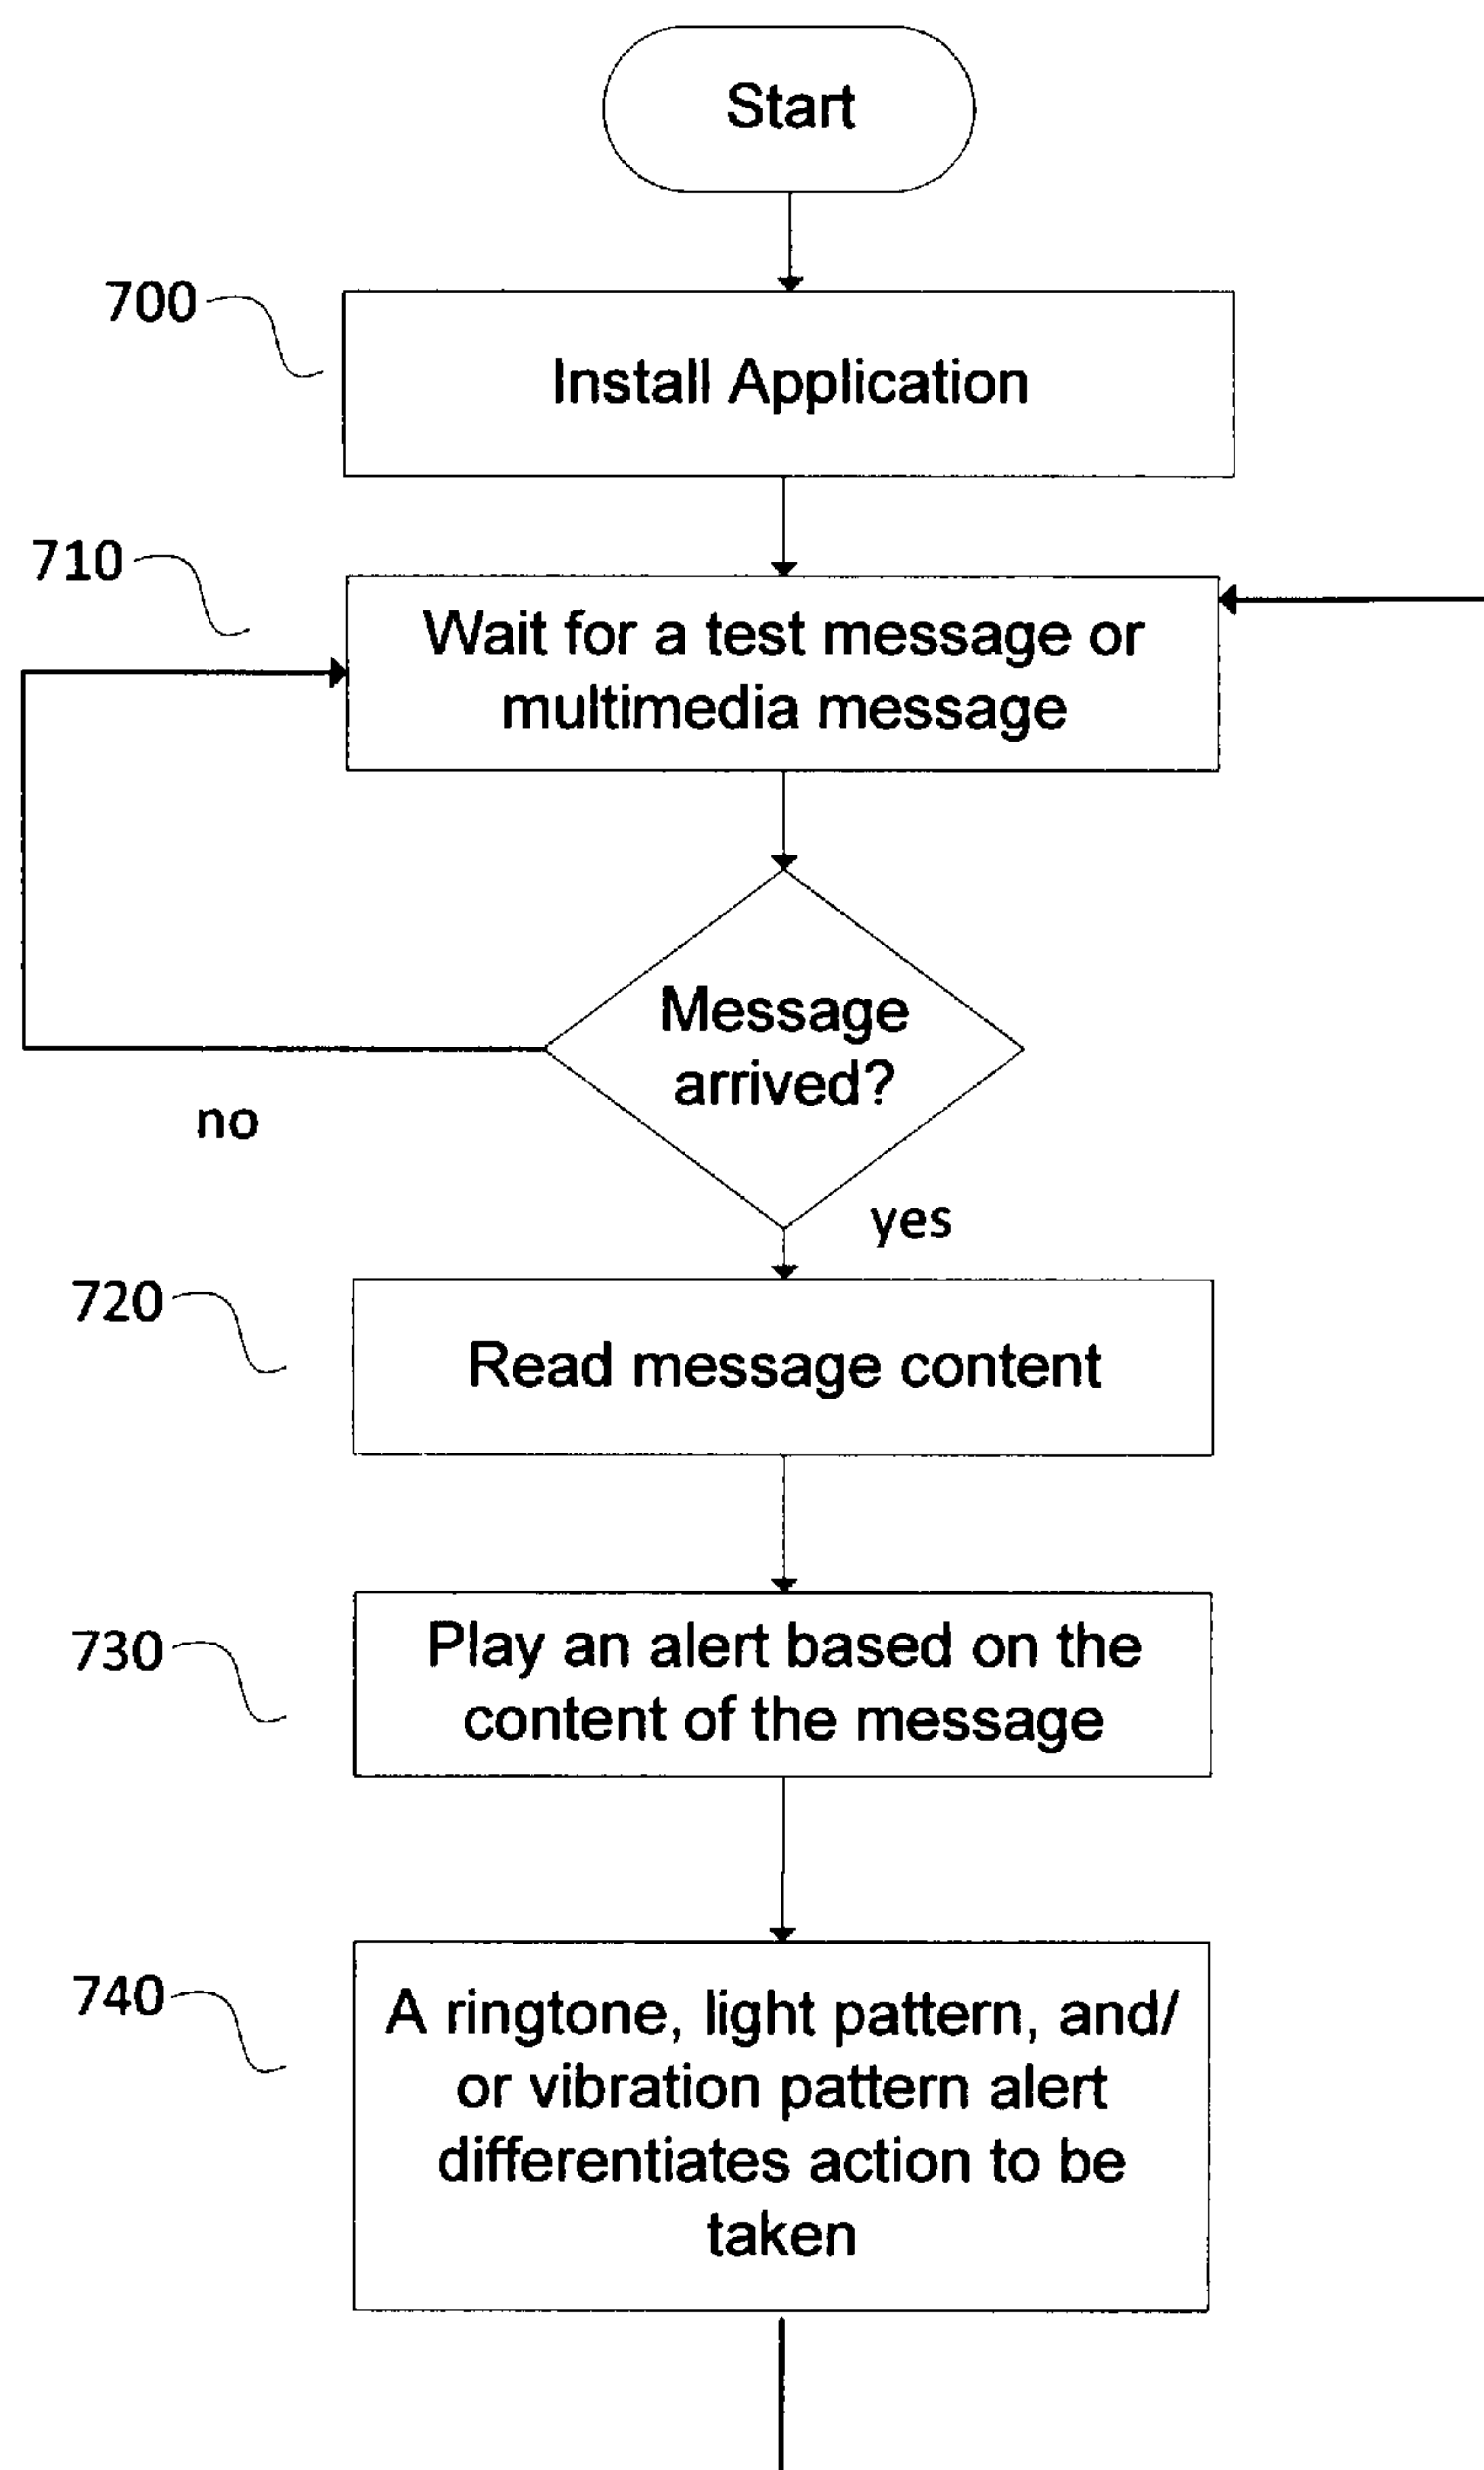 Start
700
Install Application
710
Wait for a test message or
multimedia message
Message
arrived?
no
yes
720
Read message content
730
Play an alert based on the
content of the message
740
A ringtone, light pattern, and/
or vibration pattern alert
differentiates action to be
taken